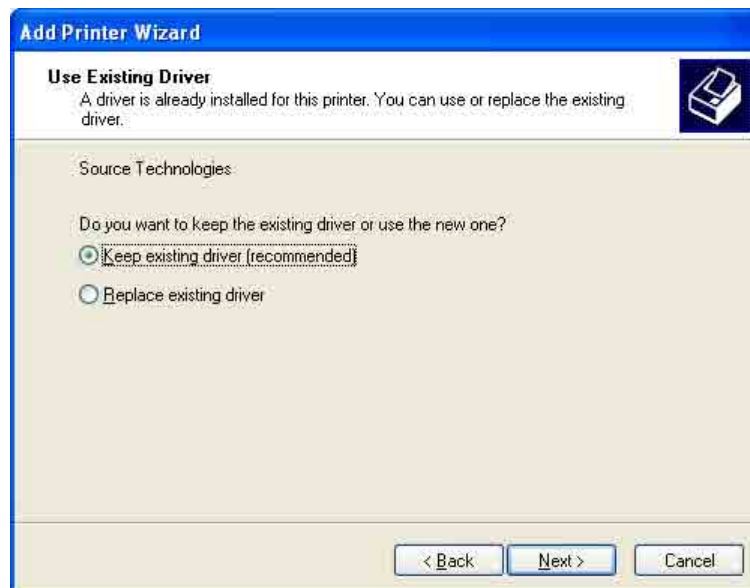 Add Printer Wizard
Use Existing Driver
A driver is already installed for this printer. You can use or replace the existing
driver.
Source Technologies
Do you want to keep the existing driver or use the new one?
Keep existing driver (recommended)
Replace existing driver
< Back
Next >
Cancel